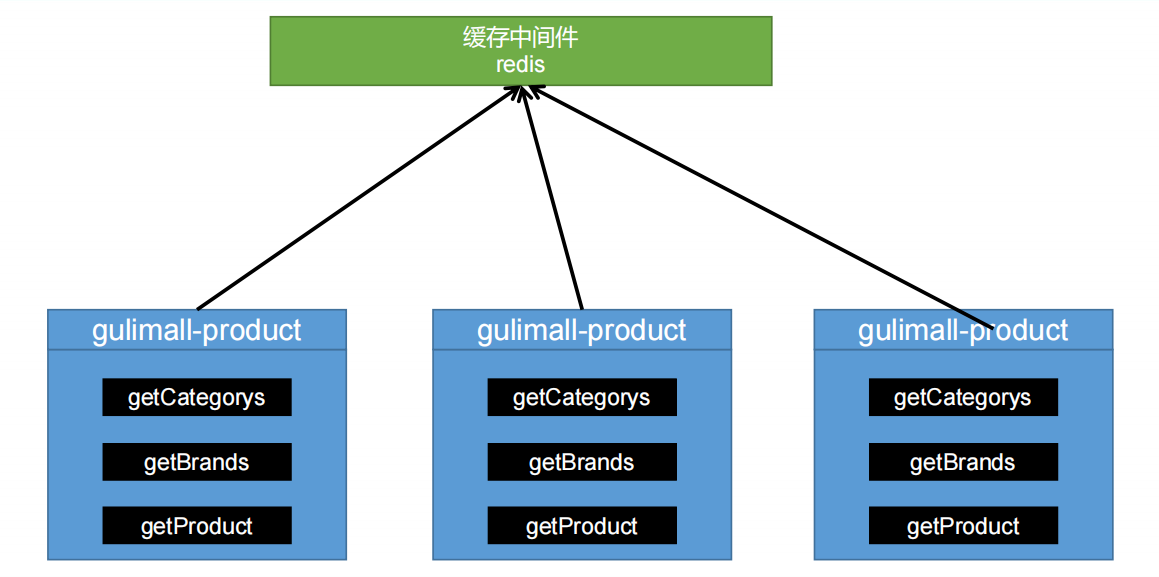 缓存中间件
redis
gulimall-product
gulimall-product
gulimall-product
getCategorys
getCategorys
getCategorys
getBrands
getBrands
getBrands
getProduct
getProduct
getProduct